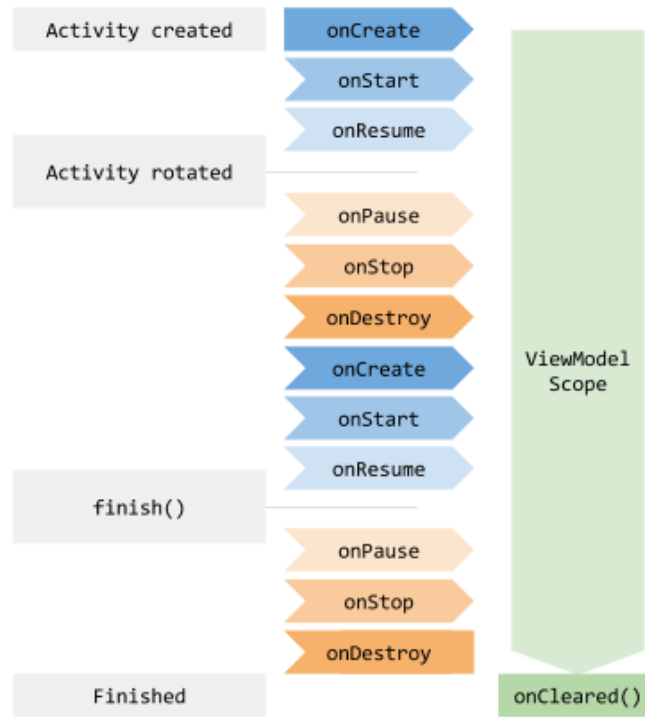 Activity created
onCreate
onStart
onResume
Activity rotated
onPause
onStop
onDestroy
onCreate
onStart
onResume
finish()
onPause
onStop
onDestroy
Finished
ViewModel
Scope
onCleared()